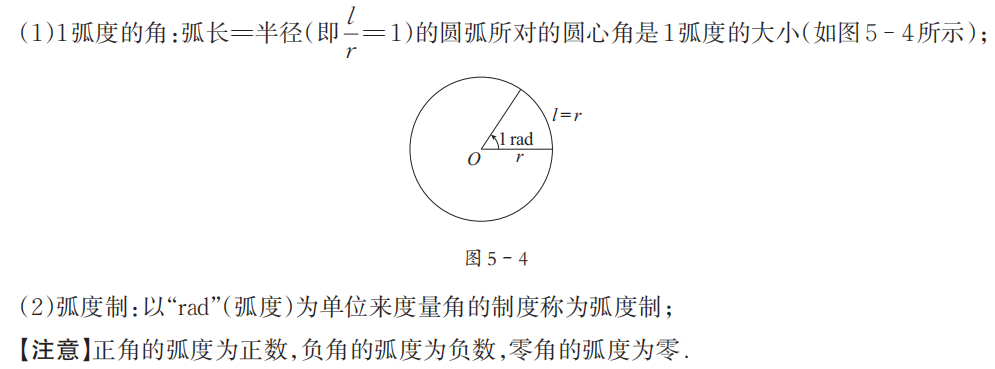 (1)1弧度的角:弧长=半径(即$\frac{l}{r}$=1)的圆弧所对的圆心角是1弧度的大小(如图5-4所示);
l=r
1 rad
O r
图5-4
(2)弧度制:以“rad”(弧度)为单位来度量角的制度称为弧度制;
【注意】正角的弧度为正数,负角的弧度为负数,零角的弧度为零.